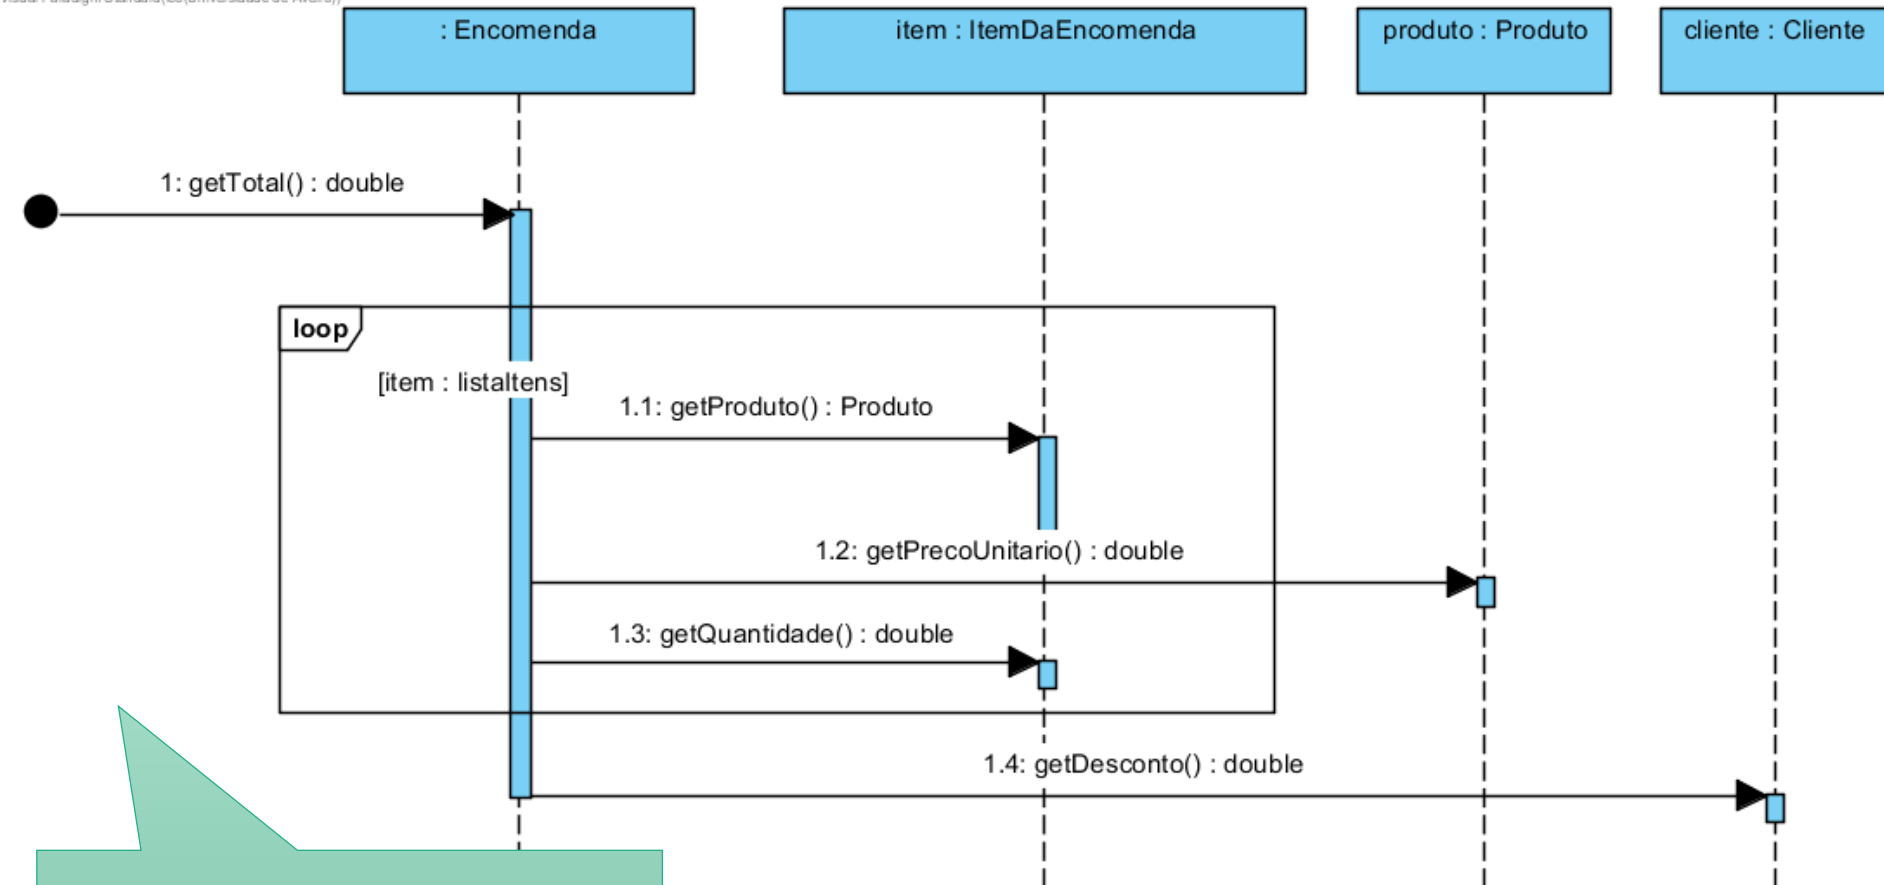 : Encomenda
item : ItemDaEncomenda
produto : Produto
cliente : Cliente
1: getTotal() : double
loop
[item : listaItens]
1.1: getProduto() : Produto
1.2: getPrecoUnitario() : double
1.3: getQuantidade() : double
1.4: getDesconto() : double